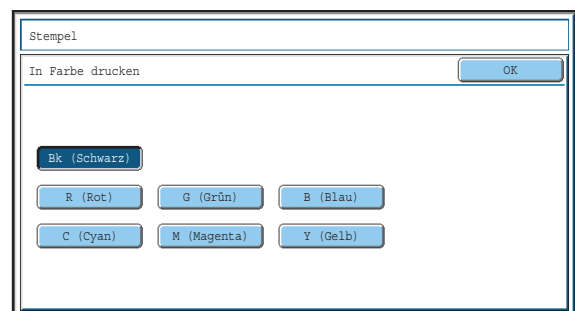 Stempel
In Farbe drucken OK
Bk (Schwarz)
R (Rot) G (Grün) B (Blau)
C (Cyan) M (Magenta) Y (Gelb)